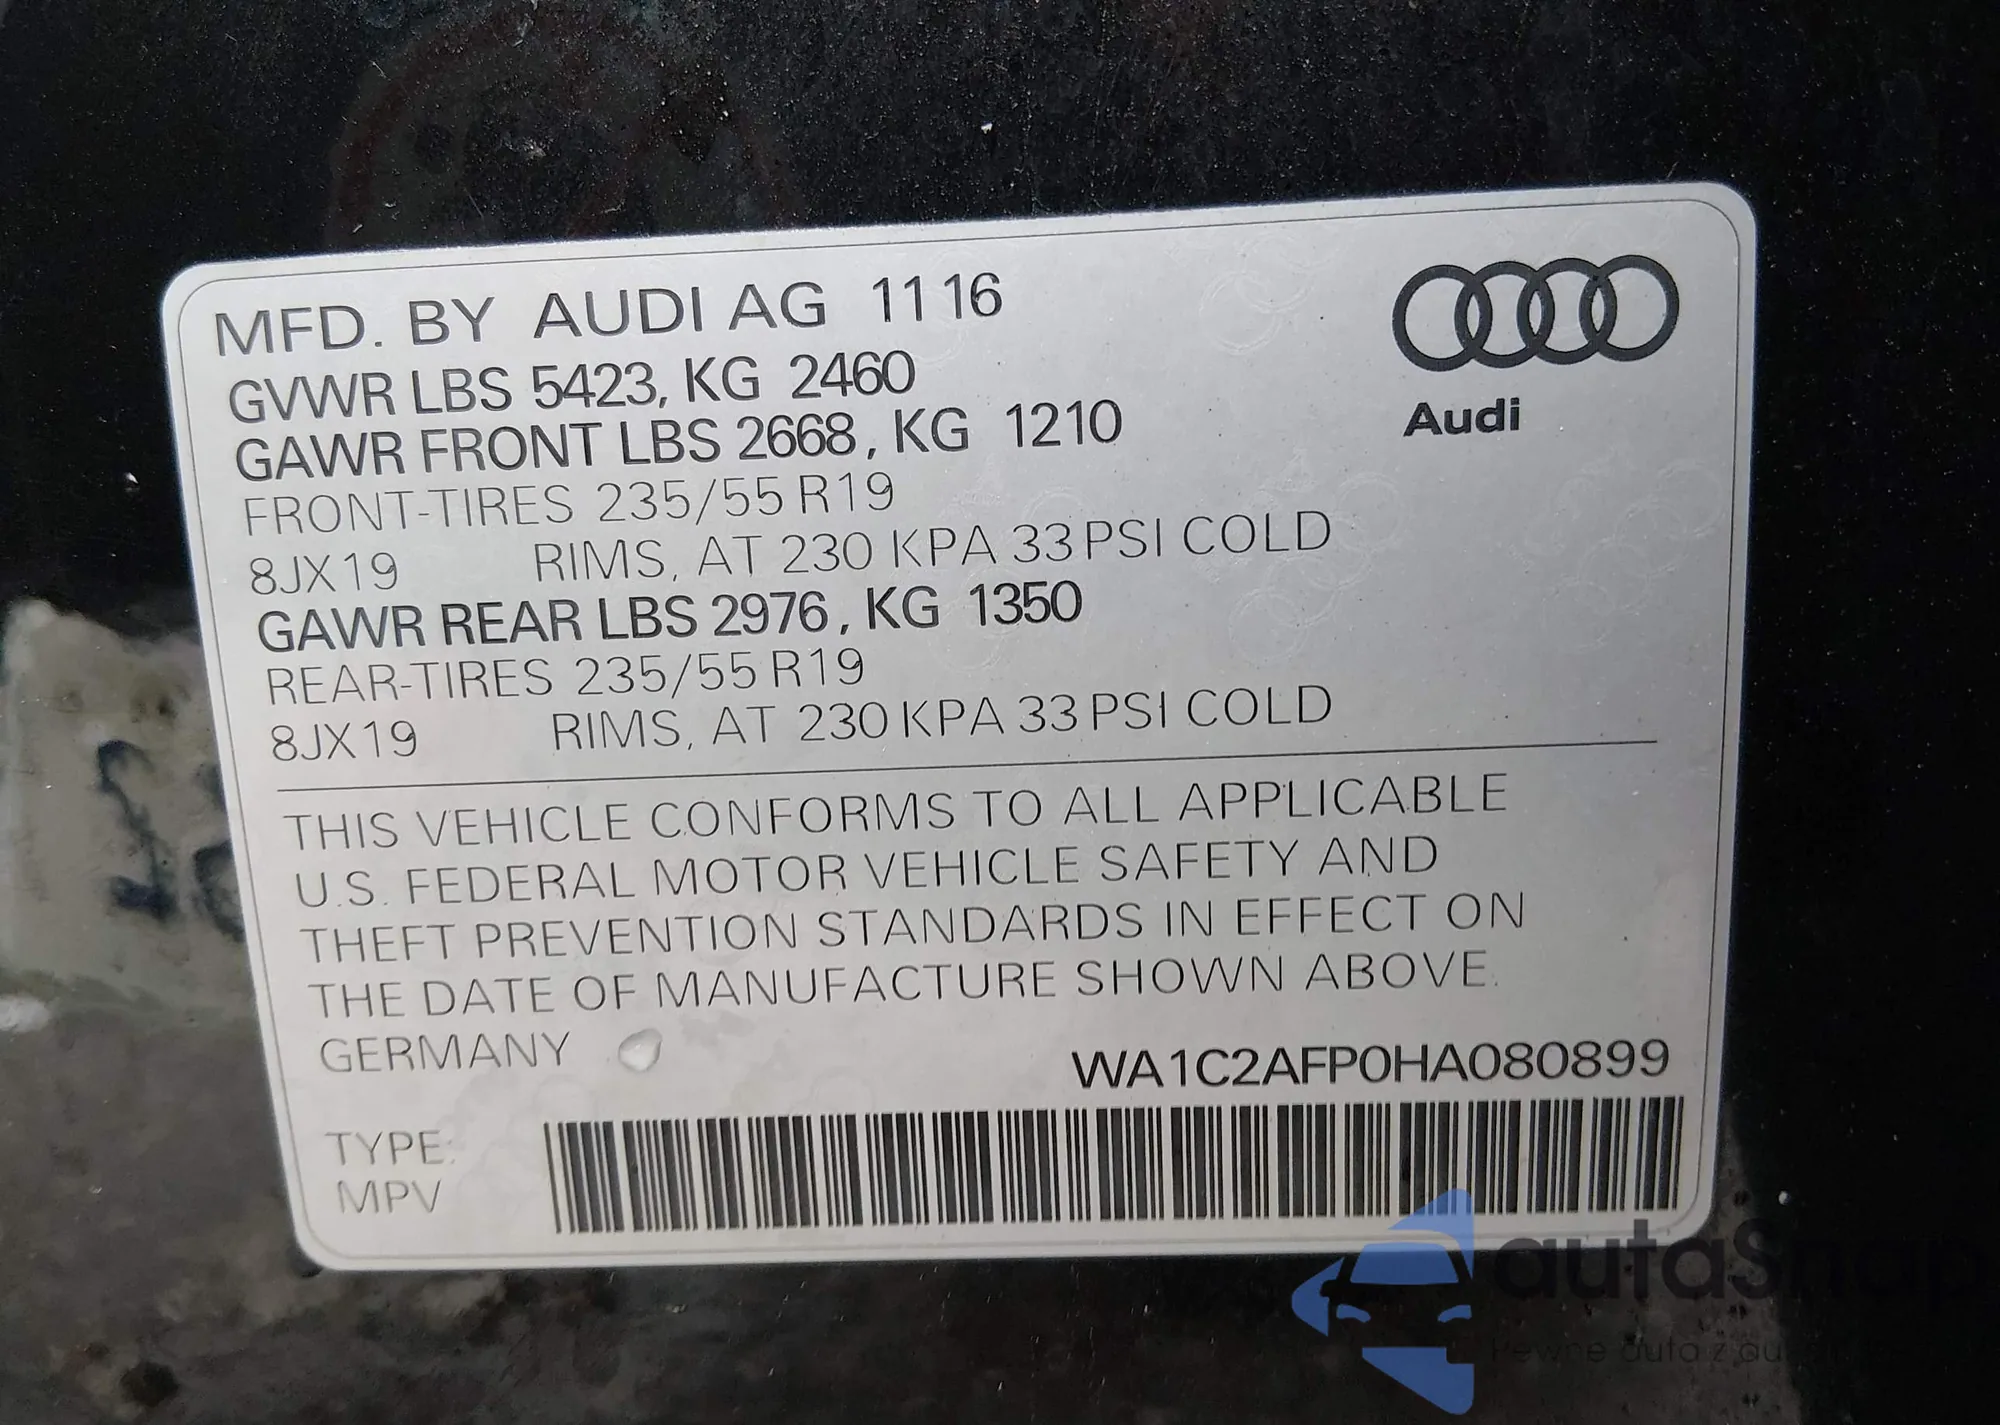 MFD. BY AUDI AG 11 16
GVWR LBS 5423, KG 2460
GAWR FRONT LBS 2668, KG 1210
FRONT-TIRES 235/55 R19
8JX19 RIMS, AT 230 KPA 33 PSI COLD
GAWR REAR LBS 2976, KG 1350
REAR-TIRES 235/55 R19
8JX19 RIMS, AT 230 KPA 33 PSI COLD
Audi
THIS VEHICLE CONFORMS TO ALL APPLICABLE
U.S. FEDERAL MOTOR VEHICLE SAFETY AND
THEFT PREVENTION STANDARDS IN EFFECT ON
THE DATE OF MANUFACTURE SHOWN ABOVE.
GERMANY WA1C2AFP0HA080899
TYPE:
MPV
Pewne auta z